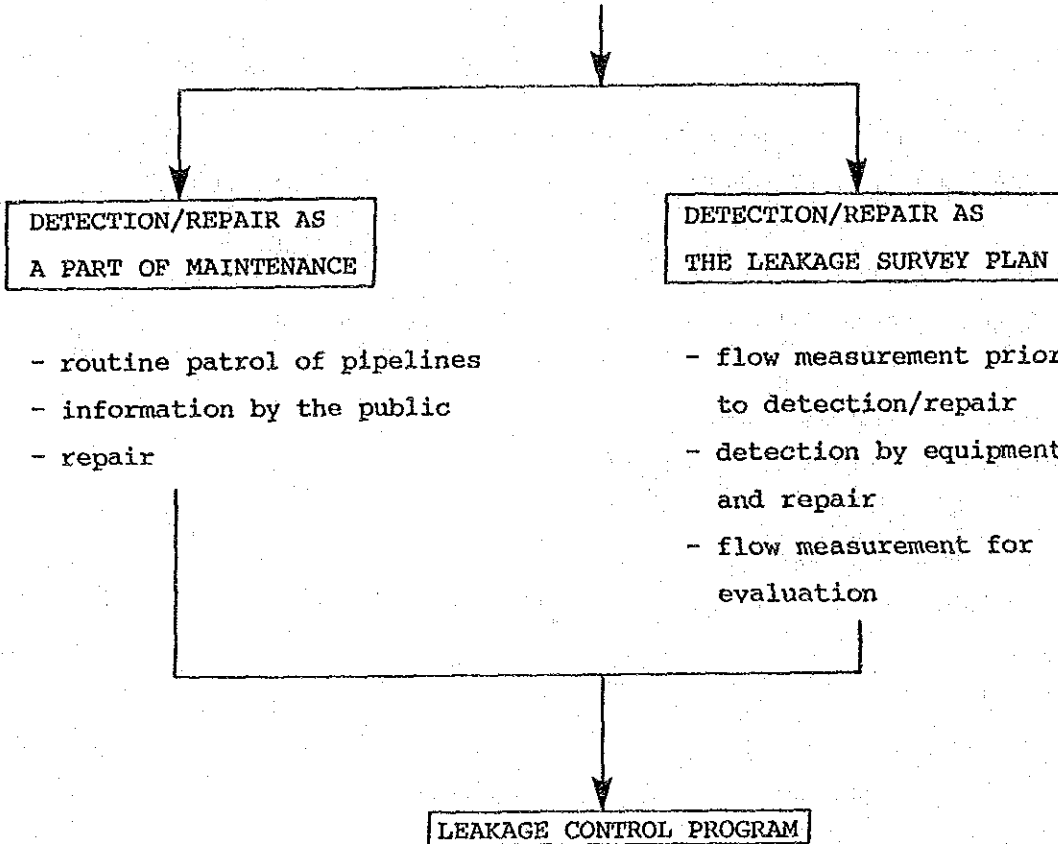 DETECTION/REPAIR AS
A PART OF MAINTENANCE
- routine patrol of pipelines
- information by the public
- repair
DETECTION/REPAIR AS
THE LEAKAGE SURVEY PLAN
- flow measurement prior
to detection/repair
- detection by equipment
and repair
- flow measurement for
evaluation
LEAKAGE CONTROL PROGRAM